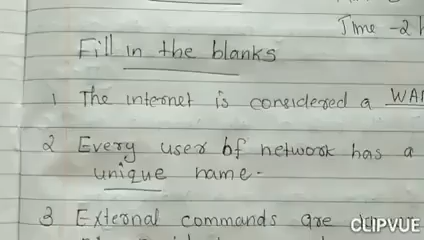 Time - 2
Fill in the blanks
1 The internet is considered a WAN
2 Every user of network has a
unique name.
3 External commands are
CLIPVUE